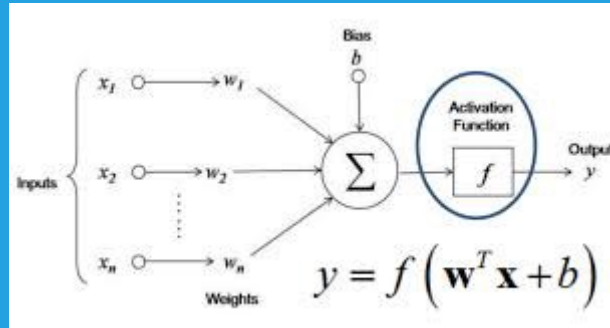 Bias
b
Activation
Function
Inputs
x₁
w₁
x₂
w₂
xₙ
wₙ
Weights
Σ
f
Output
y
y = f(wᵀx + b)